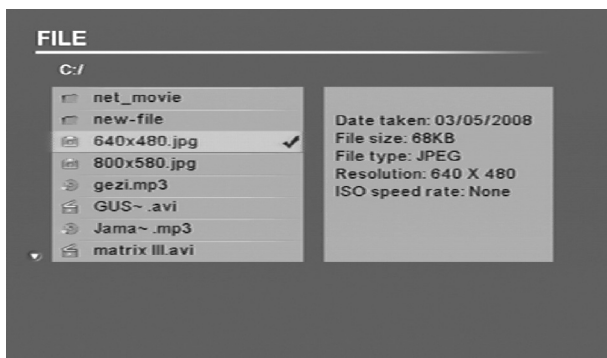 FILE
C:/
net_movie
new-file
640x480.jpg
800x580.jpg
gezi.mp3
GUS~ .avi
Jama~ .mp3
matrix III.avi
Date taken: 03/05/2008
File size: 68KB
File type: JPEG
Resolution: 640 X 480
ISO speed rate: None